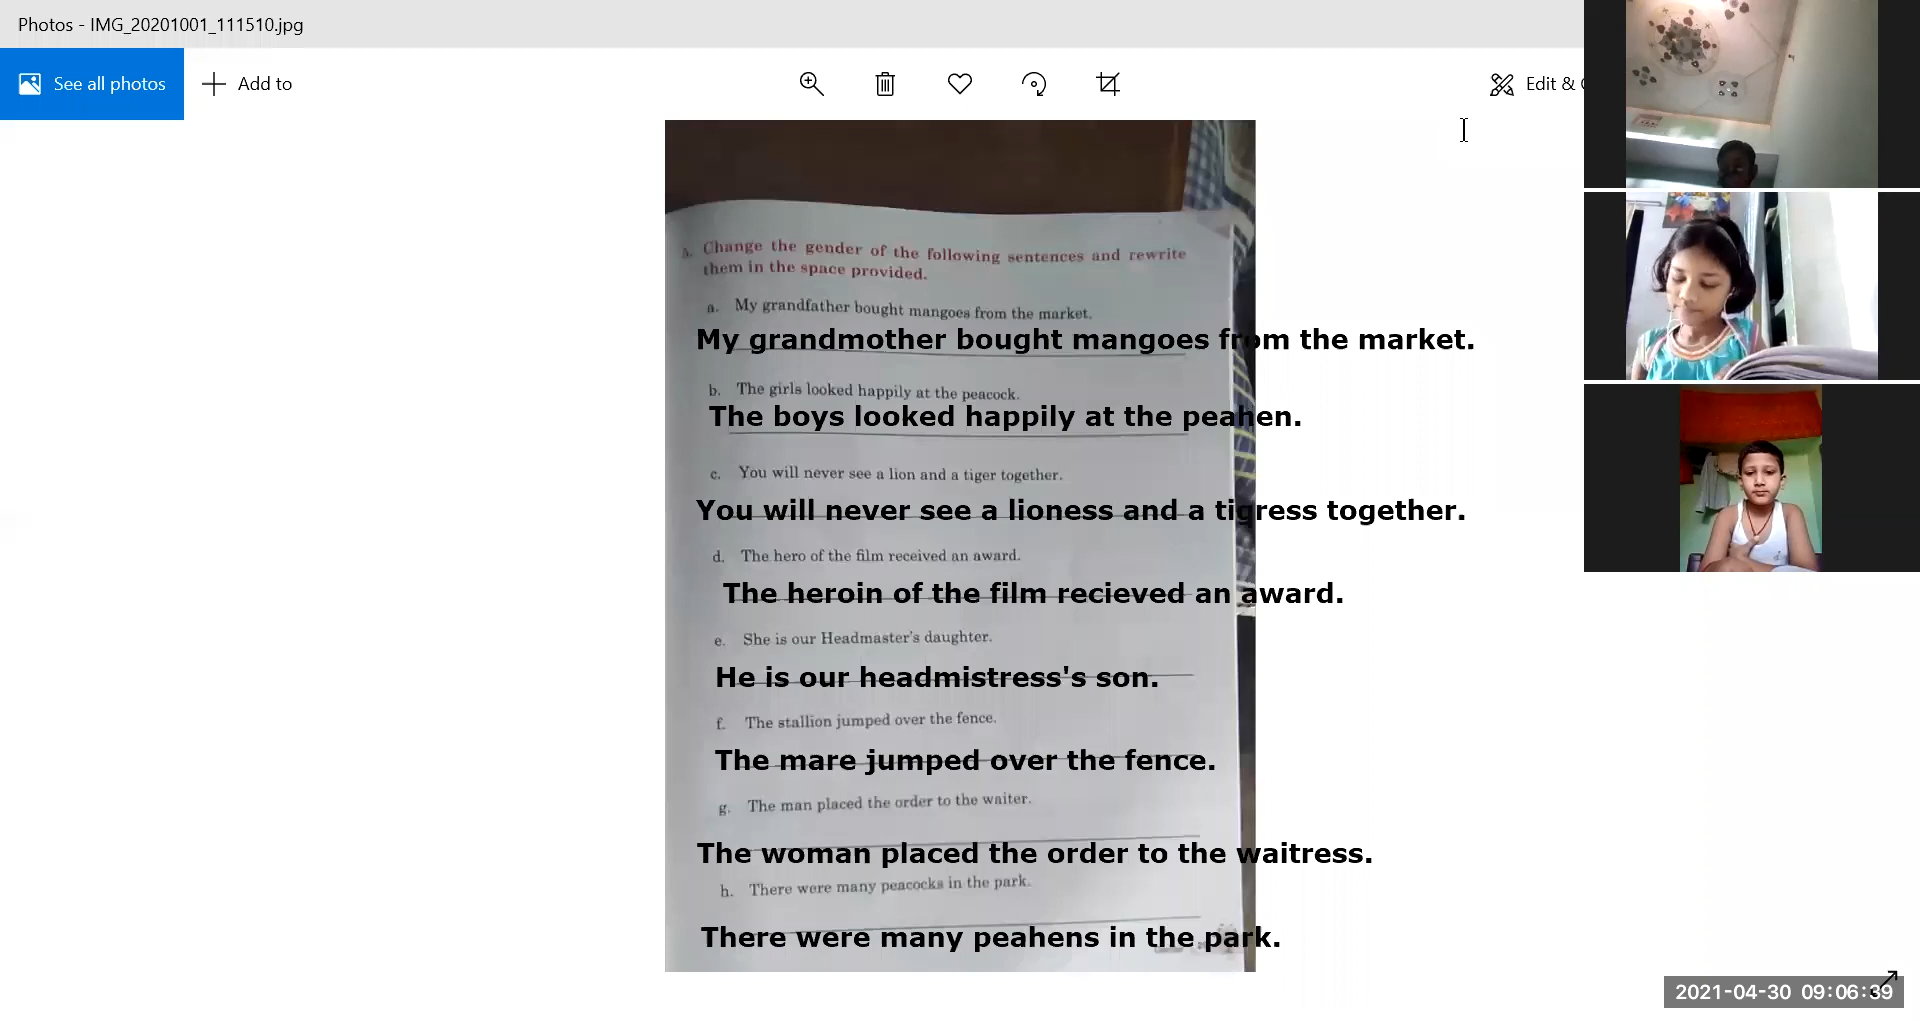 Photos - IMG_20201001_111510.jpg
See all photos
Add to
Edit &
Change the gender of the following sentences and rewrite
them in the space provided.
a. My grandfather bought mangoes from the market.
My grandmother bought mangoes from the market.
b. The girls looked happily at the peacock.
The boys looked happily at the peahen.
c. You will never see a lion and a tiger together.
You will never see a lioness and a tigress together.
d. The hero of the film received an award.
The heroin of the film recieved an award.
e. She is our Headmaster's daughter.
He is our headmistress's son.
f. The stallion jumped over the fence.
The mare jumped over the fence.
g. The man placed the order to the waiter.
The woman placed the order to the waitress.
h. There were many peacocks in the park.
There were many peahens in the park.
2021-04-30 09:06:39